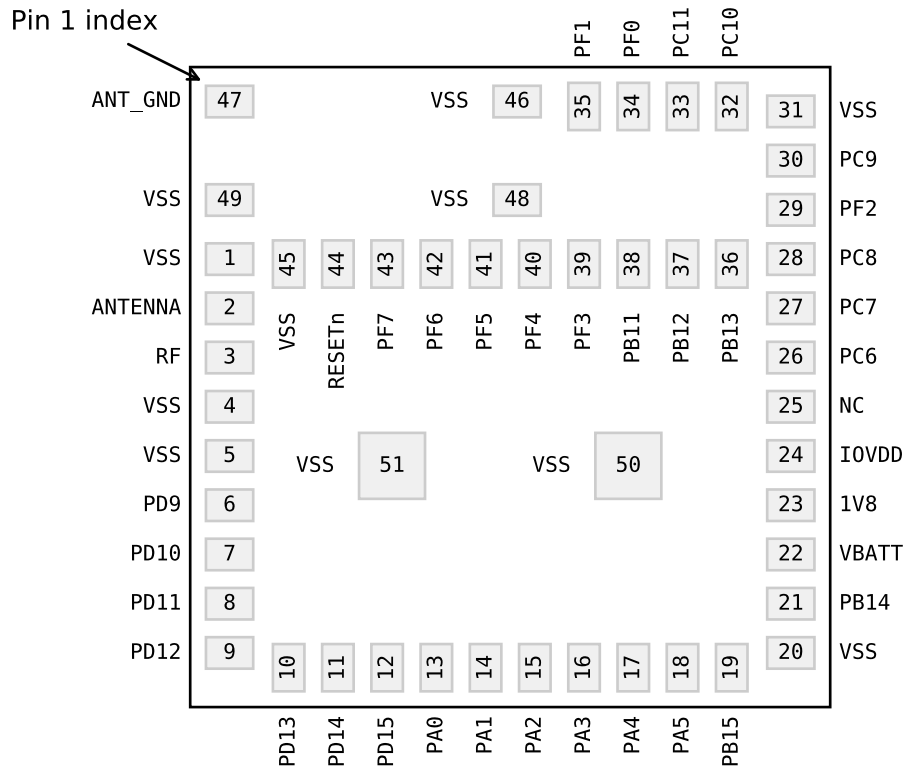 Pin 1 index
PF1 PF0 PC11 PC10
ANT_GND 47 VSS 46 35 34 33 32 31 VSS
30 PC9
VSS 49 VSS 48 29 PF2
VSS 1 45 44 43 42 41 40 39 38 37 36 28 PC8
ANTENNA 2 27 PC7
VSS RESETn PF7 PF6 PF5 PF4 PF3 PB11 PB12 PB13
RF 3 26 PC6
VSS 4 25 NC
VSS 5 VSS 51 VSS 50 24 IOVDD
PD9 6 23 1V8
PD10 7 22 VBATT
PD11 8 21 PB14
PD12 9 20 VSS
10 11 12 13 14 15 16 17 18 19
PD13 PD14 PD15 PA0 PA1 PA2 PA3 PA4 PA5 PB15